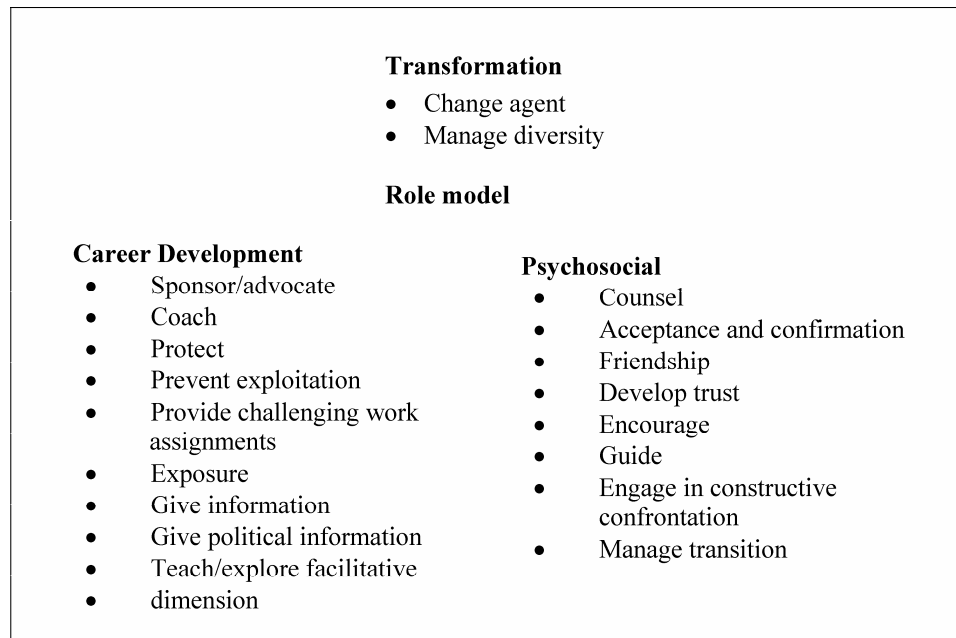 Transformation
• Change agent
• Manage diversity
Role model
Career Development
• Sponsor/advocate
• Coach
• Protect
• Prevent exploitation
• Provide challenging work
assignments
• Exposure
• Give information
• Give political information
• Teach/explore facilitative
• dimension
Psychosocial
• Counsel
• Acceptance and confirmation
• Friendship
• Develop trust
• Encourage
• Guide
• Engage in constructive
confrontation
• Manage transition